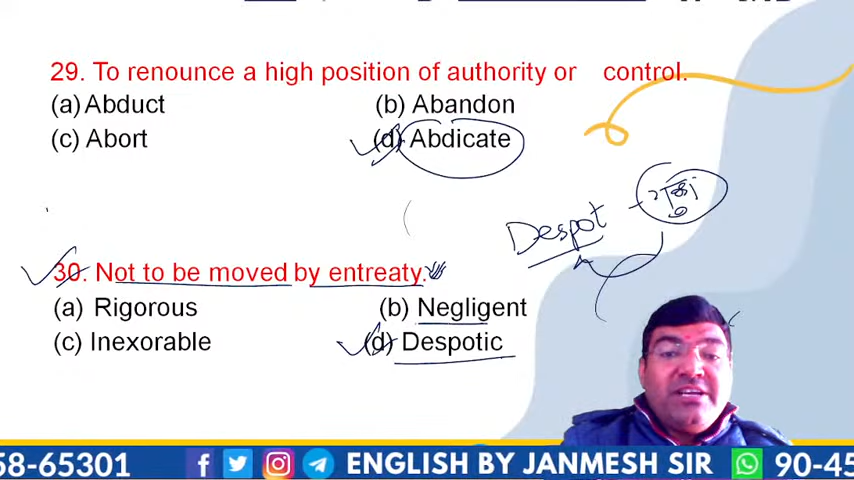 29. To renounce a high position of authority or control.
(a) Abduct (b) Abandon
(c) Abort (d) Abdicate
Despot
30. Not to be moved by entreaty.
(a) Rigorous (b) Negligent
(c) Inexorable (d) Despotic
58-65301 ENGLISH BY JANMESH SIR 90-45